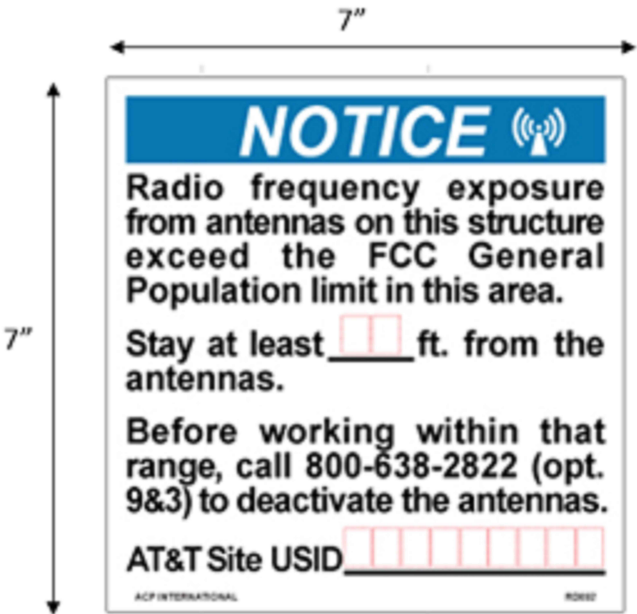 7"
NOTICE
Radio frequency exposure
from antennas on this structure
exceed the FCC General
Population limit in this area.
7"
Stay at least ft. from the
antennas.
Before working within that
range, call 800-638-2822 (opt.
9&3) to deactivate the antennas.
AT&T Site USID
ACP INTERNATIONAL